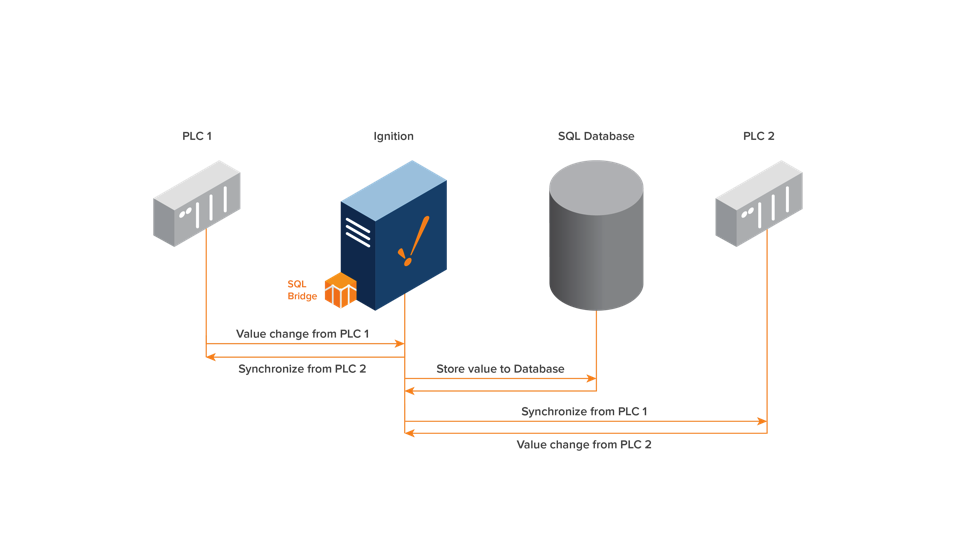 PLC 1
Ignition
SQL Database
PLC 2
SQL
Bridge
Value change from PLC 1
Synchronize from PLC 2
Store value to Database
Synchronize from PLC 1
Value change from PLC 2